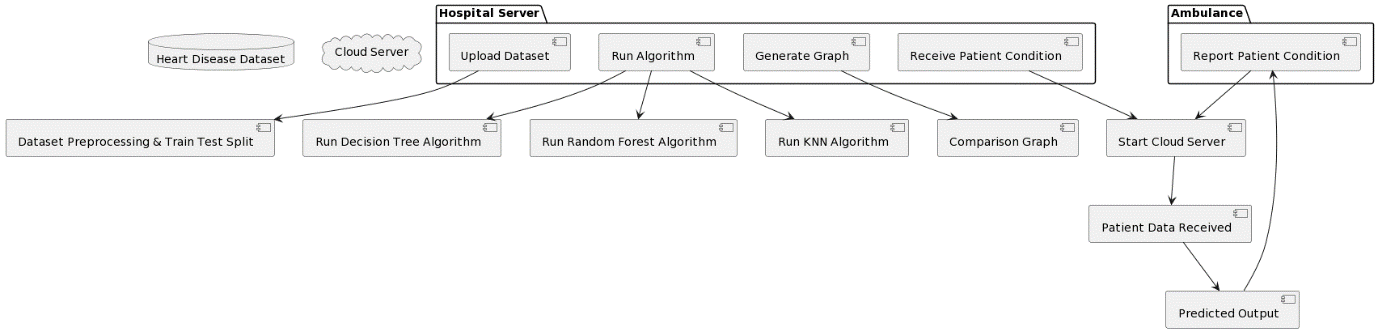 Hospital Server
Ambulance
Heart Disease Dataset
Cloud Server
Upload Dataset
Run Algorithm
Generate Graph
Receive Patient Condition
Report Patient Condition
Dataset Preprocessing & Train Test Split
Run Decision Tree Algorithm
Run Random Forest Algorithm
Run KNN Algorithm
Comparison Graph
Start Cloud Server
Patient Data Received
Predicted Output